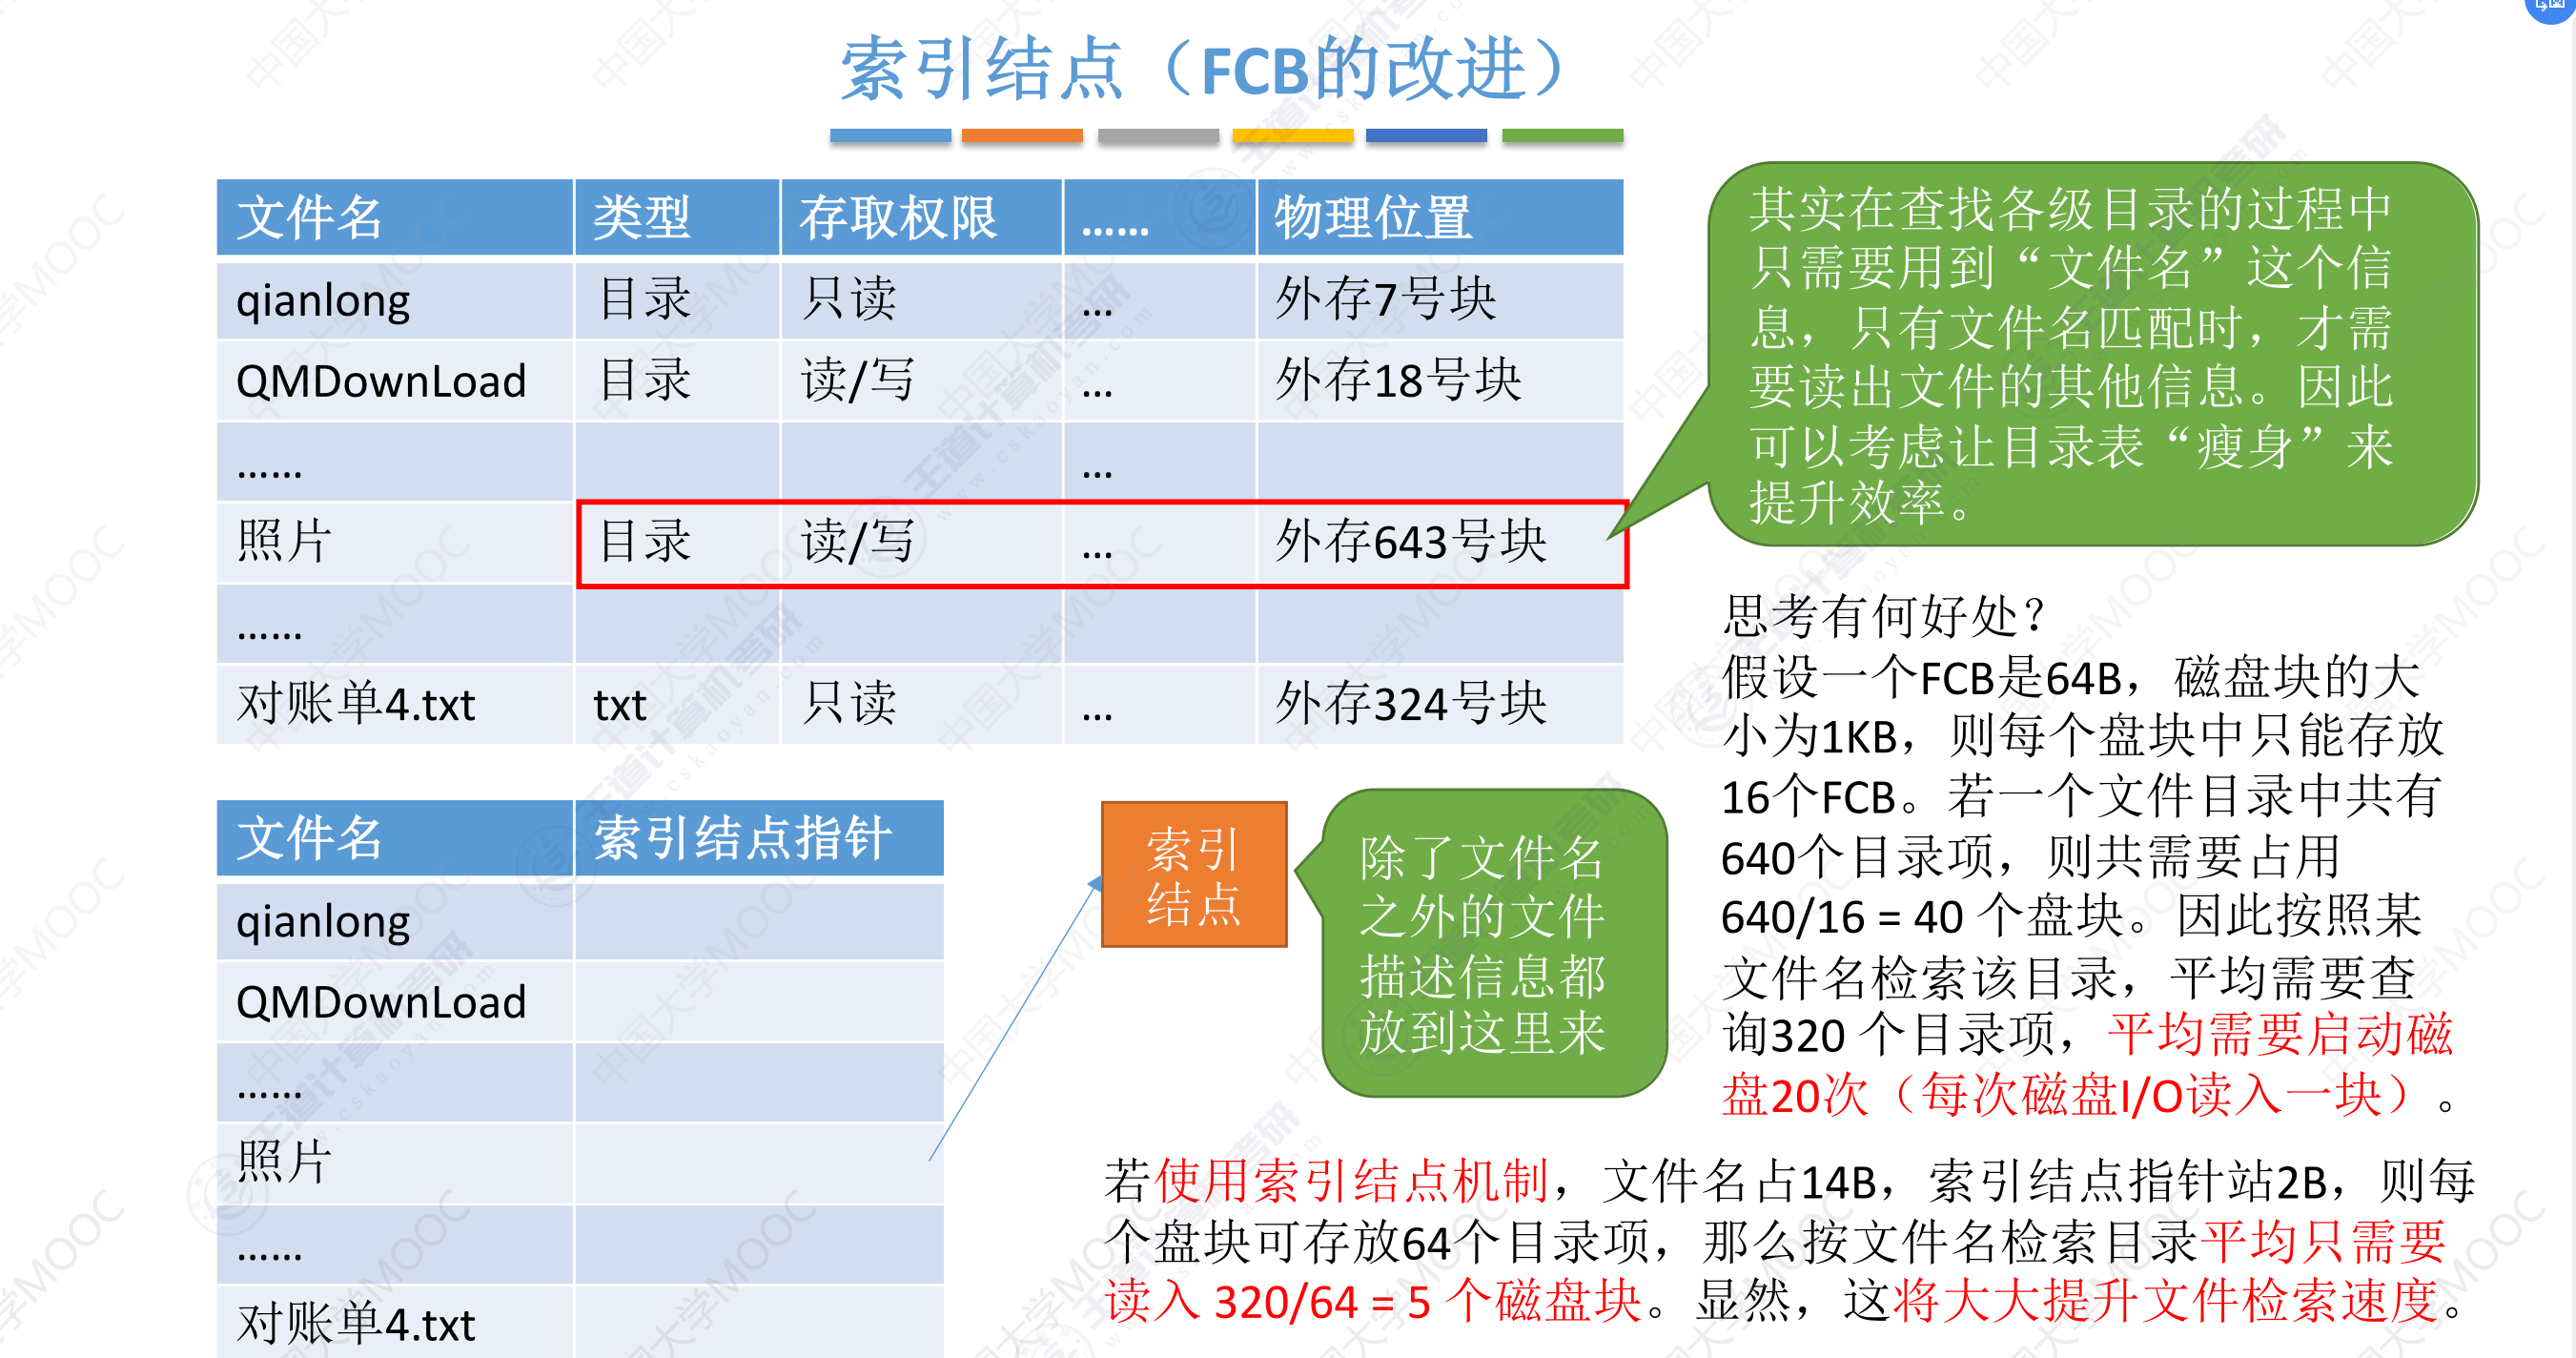 索引结点（FCB的改进）
文件名 类型 存取权限 …… 物理位置
qianlong 目录 只读 … 外存7号块
QMDownLoad 目录 读/写 … 外存18号块
…… …
照片 目录 读/写 … 外存643号块
……
对账单4.txt txt 只读 … 外存324号块
其实在查找各级目录的过程中
只需要用到“文件名”这个信
息，只有文件名匹配时，才需
要读出文件的其他信息。因此
可以考虑让目录表“瘦身”来
提升效率。
思考有何好处？
假设一个FCB是64B，磁盘块的大
小为1KB，则每个盘块中只能存放
16个FCB。若一个文件目录中共有
640个目录项，则共需要占用
640/16 = 40 个盘块。因此按照某
文件名检索该目录，平均需要查
询320 个目录项，平均需要启动磁
盘20次（每次磁盘I/O读入一块）。
文件名 索引结点指针
qianlong
QMDownLoad
……
照片
……
对账单4.txt
索引
结点
除了文件名
之外的文件
描述信息都
放到这里来
若使用索引结点机制，文件名占14B，索引结点指针站2B，则每
个盘块可存放64个目录项，那么按文件名检索目录平均只需要
读入 320/64 = 5 个磁盘块。显然，这将大大提升文件检索速度。
中国大学MOOC
王道计算机考研
www.cskaoyan.com